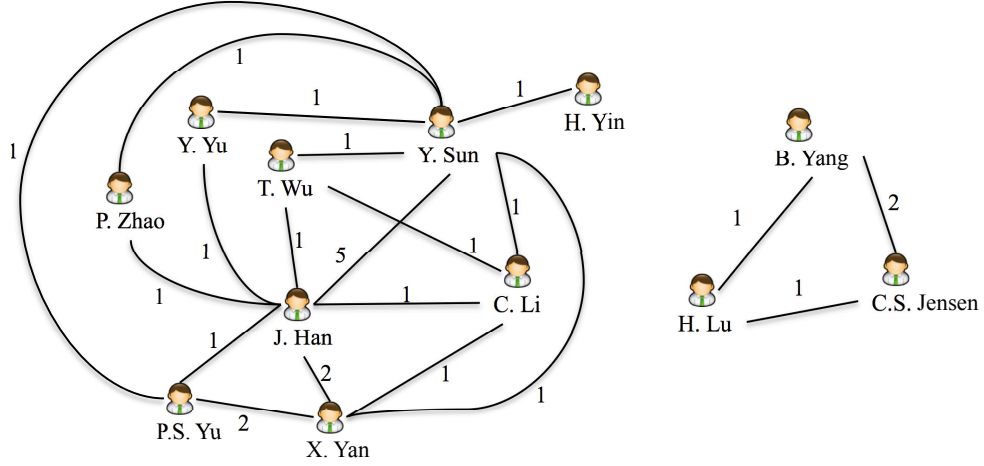 1
1
1
H. Yin
Y. Yu
1
Y. Sun
B. Yang
1
T. Wu
P. Zhao
1
2
1
1
1
1
5
1
1
1
C. Li
C.S. Jensen
H. Lu
J. Han
1
2
1
1
2
P.S. Yu
X. Yan